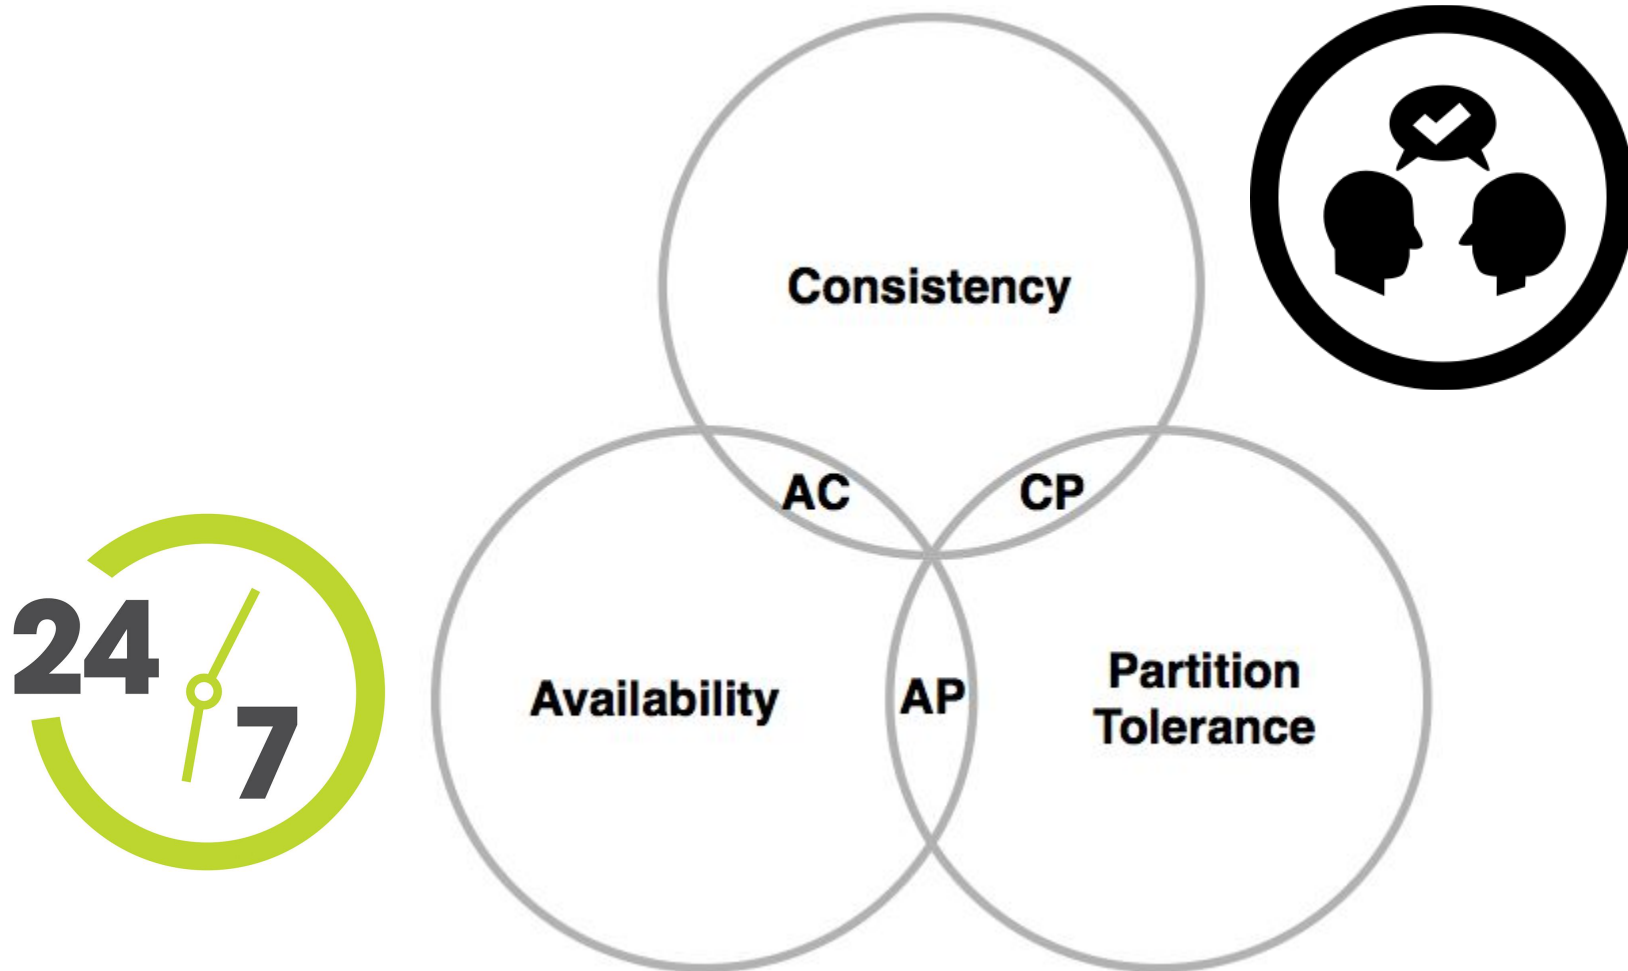 Consistency
AC
CP
24
7
Availability
AP
Partition
Tolerance